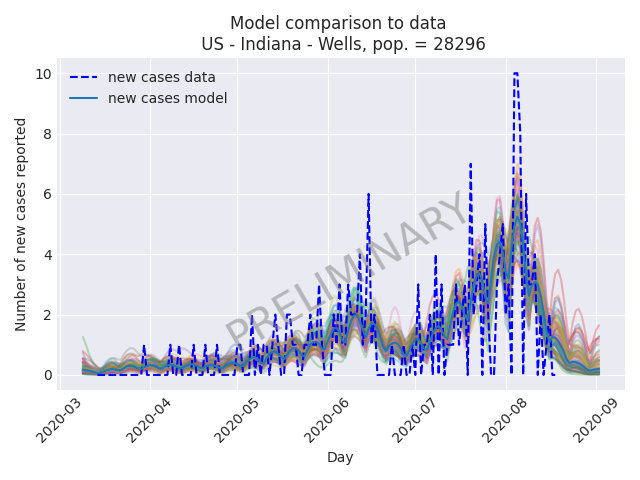 Model comparison to data
US - Indiana - Wells, pop. = 28296
new cases data
new cases model
PRELIMINARY
Number of new cases reported
10
8
6
4
2
0
2020-03
2020-04
2020-05
2020-06
2020-07
2020-08
2020-09
Day